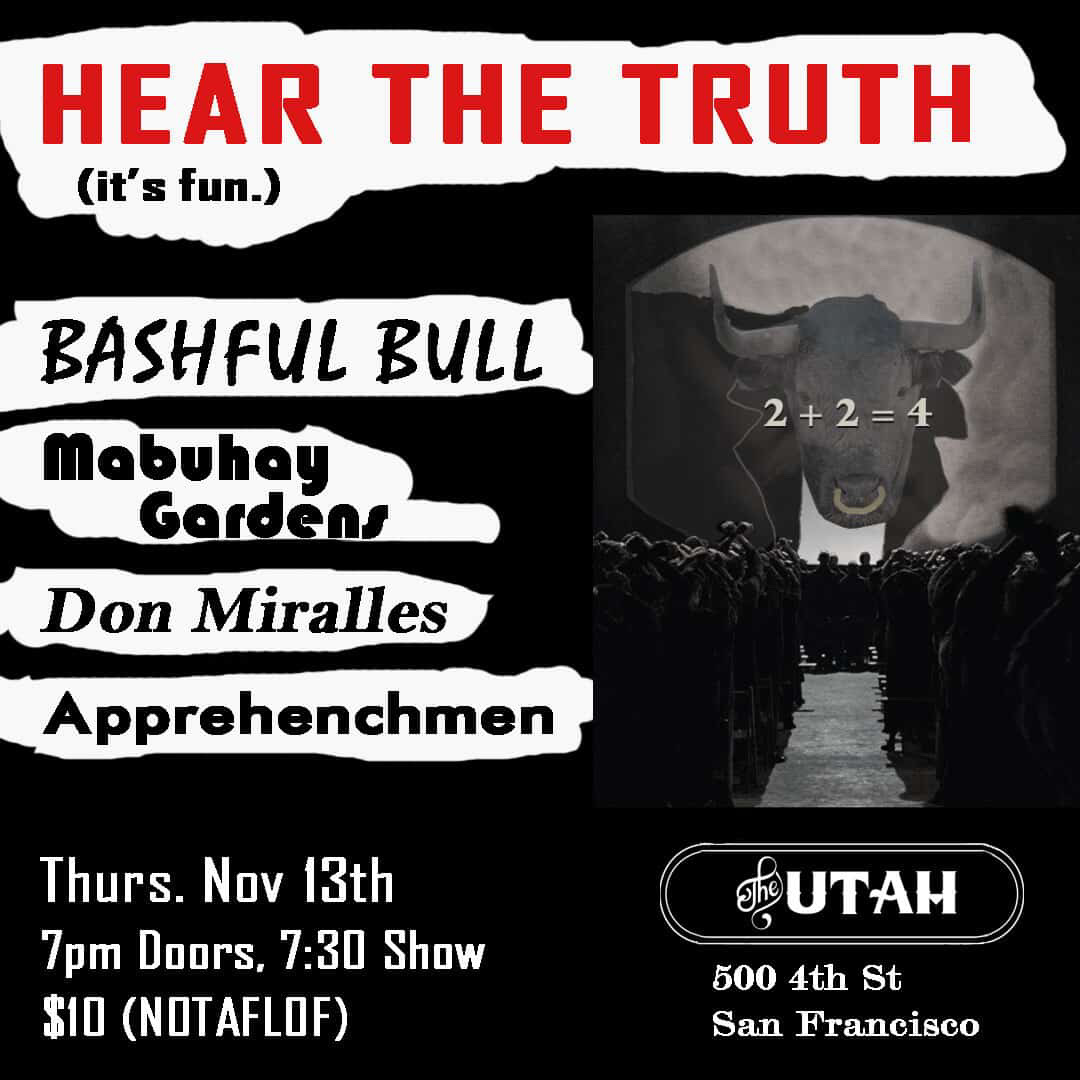 HEAR THE TRUTH
(it's fun.)
BASHFUL BULL
Mabuhay
Gardens
Don Miralles
Apprehenchmen
2 + 2 = 4
Thurs. Nov 13th
7pm Doors, 7:30 Show
$10 (NOTAFLOF)
The UTAH
500 4th St
San Francisco